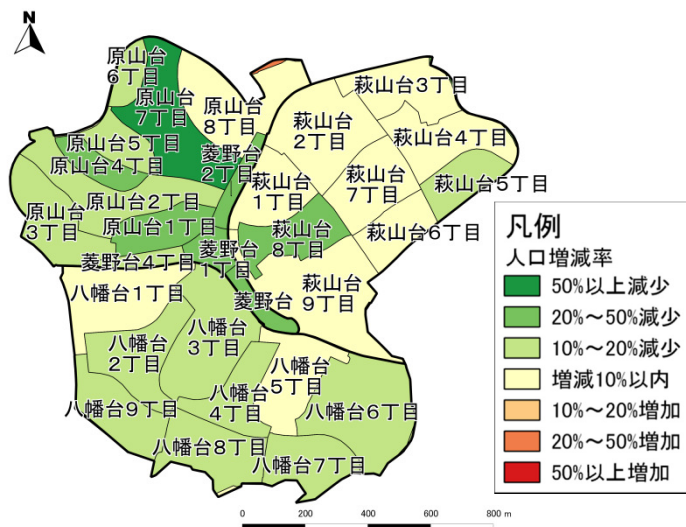 N
原山台
6丁目
原山台
7丁目
原山台
8丁目
萩山台3丁目
萩山台
2丁目
萩山台4丁目
原山台5丁目
原山台4丁目
菱野台
2丁目
萩山台
1丁目
萩山台
7丁目
萩山台5丁目
原山台2丁目
原山台
3丁目
原山台1丁目
萩山台
8丁目
萩山台6丁目
菱野台4丁目
菱野台
1丁目
萩山台
9丁目
八幡台1丁目
菱野台
八幡台
2丁目
八幡台
3丁目
八幡台
5丁目
八幡台9丁目
八幡台
4丁目
八幡台6丁目
八幡台8丁目
八幡台7丁目
凡例
人口増減率
50%以上減少
20%～50%減少
10%～20%減少
増減10%以内
10%～20%増加
20%～50%増加
50%以上増加
0 200 400 600 800 m